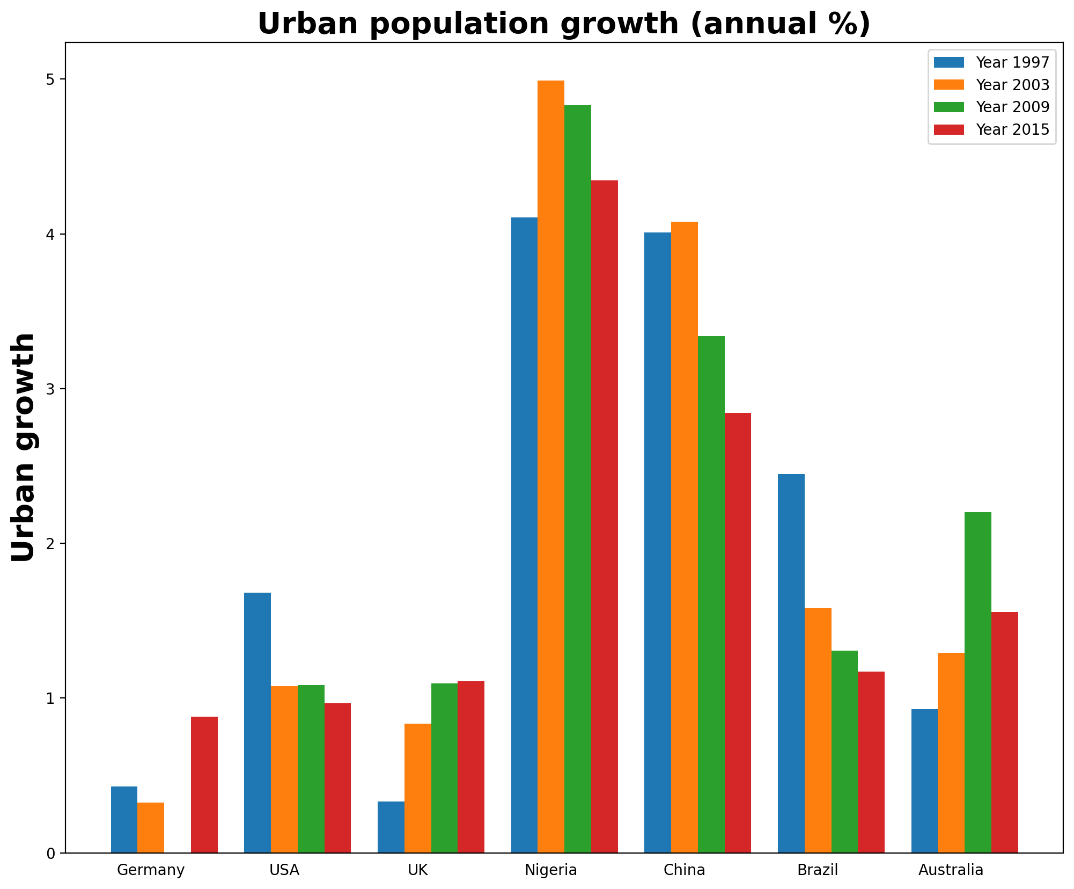 Urban population growth (annual %)
Year 1997
Year 2003
Year 2009
Year 2015
Urban growth
5
4
3
2
1
0
Germany USA UK Nigeria China Brazil Australia